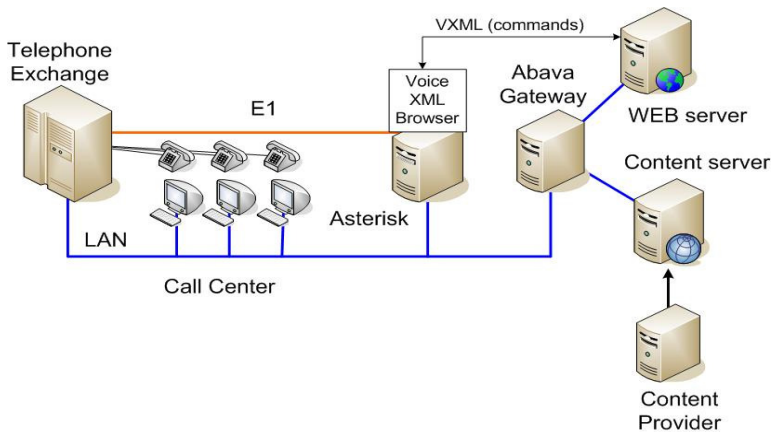 VXML (commands)
Telephone
Exchange
Voice
XML
Browser
Abava
Gateway
E1
WEB server
Content server
Asterisk
LAN
Call Center
Content
Provider